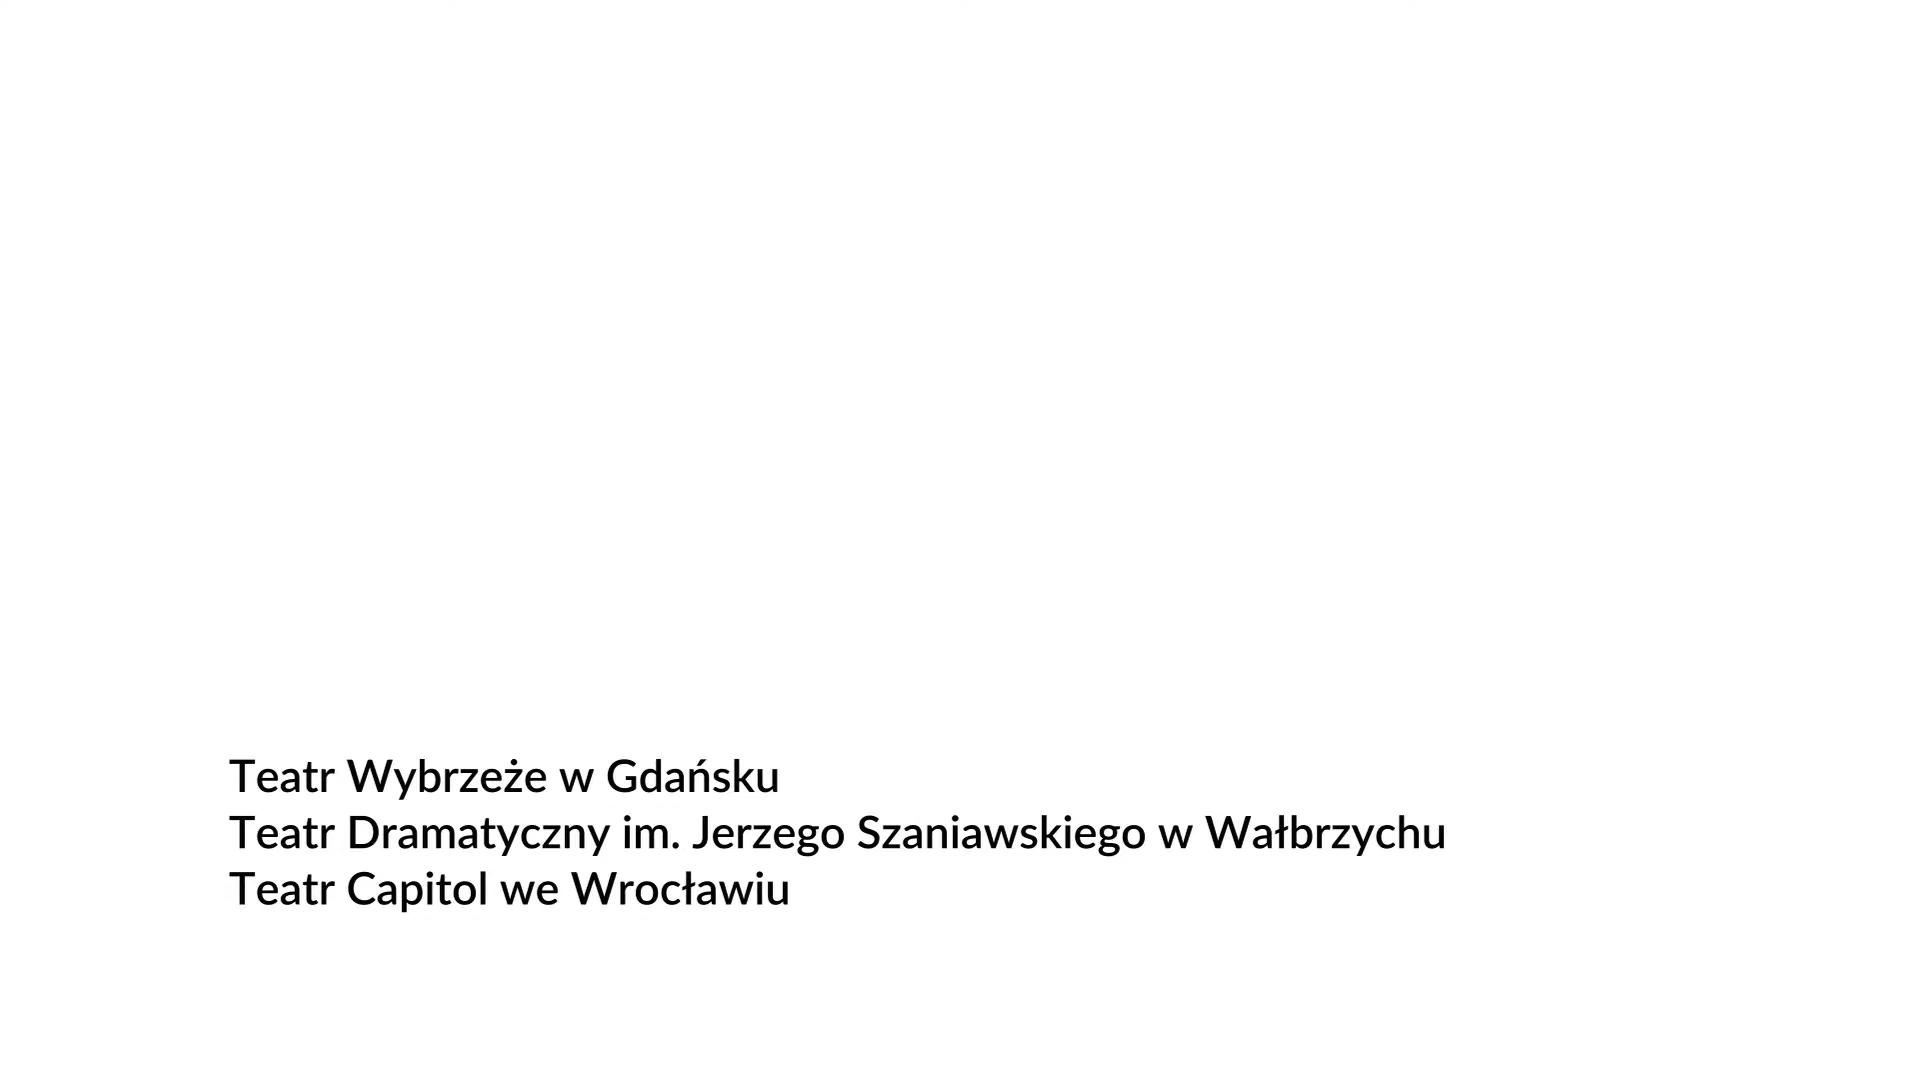 Teatr Wybrzeże w Gdańsku
Teatr Dramatyczny im. Jerzego Szaniawskiego w Wałbrzychu
Teatr Capitol we Wrocławiu